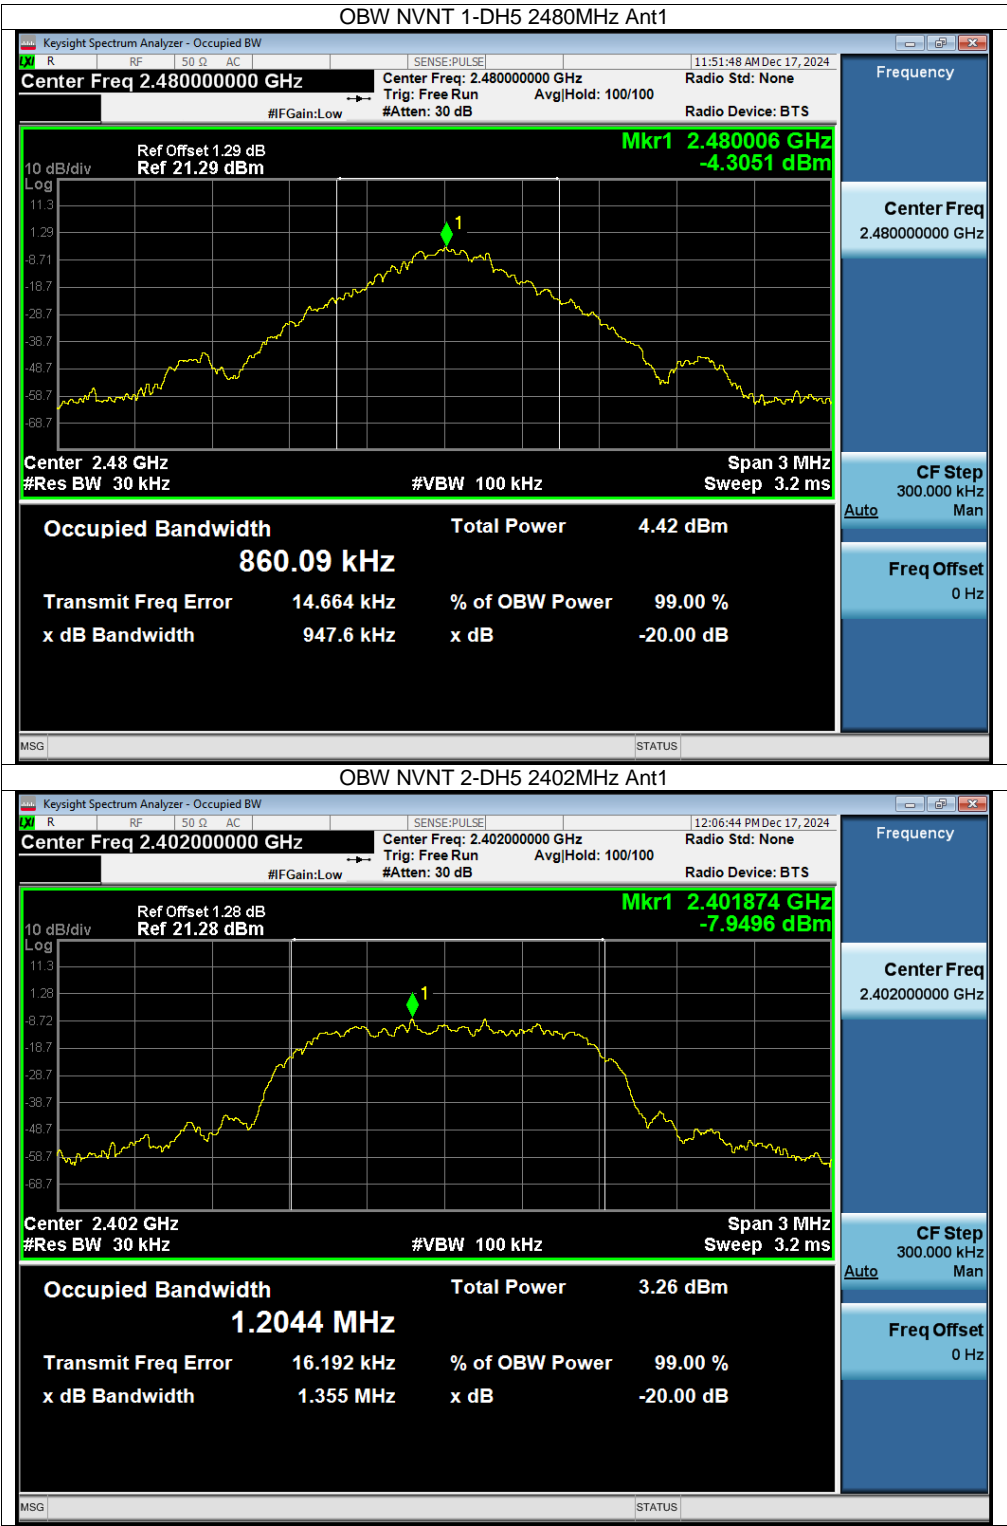 OBW NVNT 1-DH5 2480MHz Ant1
Keysight Spectrum Analyzer - Occupied BW
LXI R RF 50 Ω AC SENSE:PULSE 11:51:48 AM Dec 17, 2024
Center Freq 2.480000000 GHz Center Freq: 2.480000000 GHz Radio Std: None
Trig: Free Run Avg|Hold: 100/100
#IFGain:Low #Atten: 30 dB Radio Device: BTS
Frequency
Mkr1 2.480006 GHz
-4.3051 dBm
Ref Offset 1.29 dB
10 dB/div Ref 21.29 dBm
Log
11.3
1.29
-8.71
-18.7
-28.7
-38.7
-48.7
-58.7
-68.7
1
Center 2.48 GHz Span 3 MHz
#Res BW 30 kHz #VBW 100 kHz Sweep 3.2 ms
Center Freq
2.480000000 GHz
CF Step
300.000 kHz
Auto Man
Freq Offset
0 Hz
Occupied Bandwidth Total Power 4.42 dBm
860.09 kHz
Transmit Freq Error 14.664 kHz % of OBW Power 99.00 %
x dB Bandwidth 947.6 kHz x dB -20.00 dB
MSG STATUS
OBW NVNT 2-DH5 2402MHz Ant1
Keysight Spectrum Analyzer - Occupied BW
LXI R RF 50 Ω AC SENSE:PULSE 12:06:44 PM Dec 17, 2024
Center Freq 2.402000000 GHz Center Freq: 2.402000000 GHz Radio Std: None
Trig: Free Run Avg|Hold: 100/100
#IFGain:Low #Atten: 30 dB Radio Device: BTS
Frequency
Mkr1 2.401874 GHz
-7.9496 dBm
Ref Offset 1.28 dB
10 dB/div Ref 21.28 dBm
Log
11.3
1.28
-8.72
-18.7
-28.7
-38.7
-48.7
-58.7
-68.7
1
Center 2.402 GHz Span 3 MHz
#Res BW 30 kHz #VBW 100 kHz Sweep 3.2 ms
Center Freq
2.402000000 GHz
CF Step
300.000 kHz
Auto Man
Freq Offset
0 Hz
Occupied Bandwidth Total Power 3.26 dBm
1.2044 MHz
Transmit Freq Error 16.192 kHz % of OBW Power 99.00 %
x dB Bandwidth 1.355 MHz x dB -20.00 dB
MSG STATUS